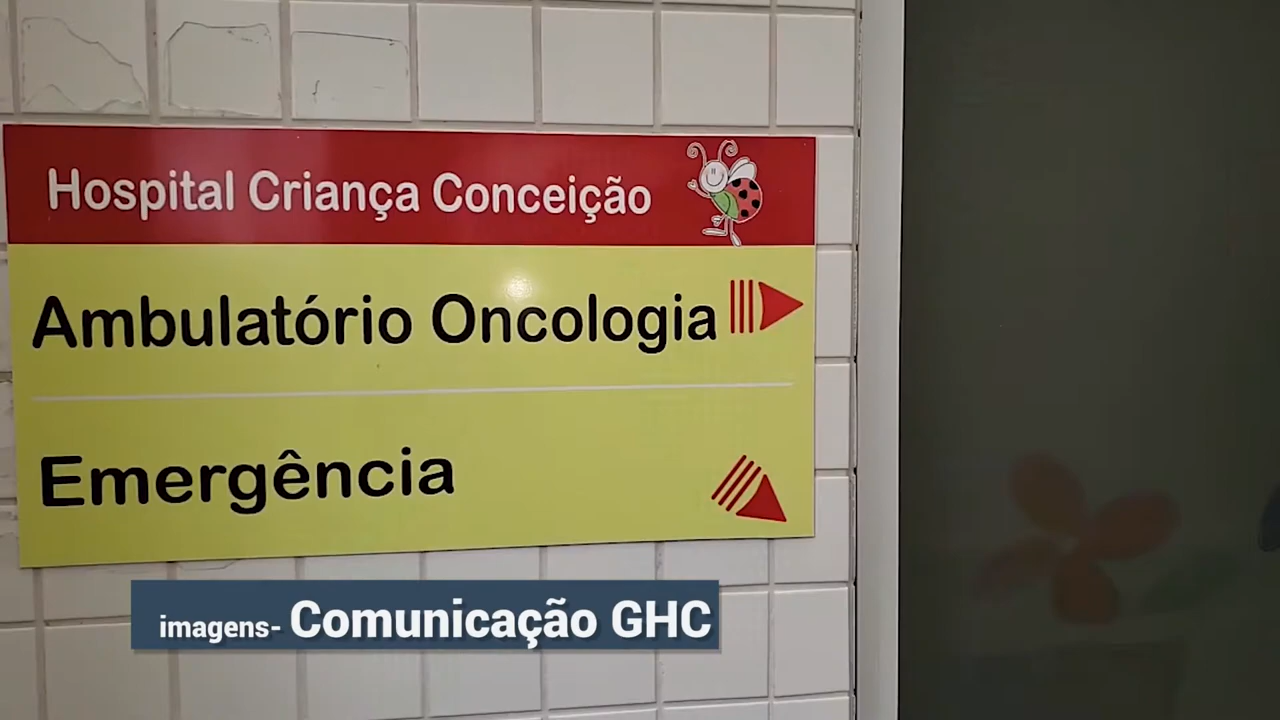 Hospital Criança Conceição
Ambulatório Oncologia
Emergência
imagens- Comunicação GHC